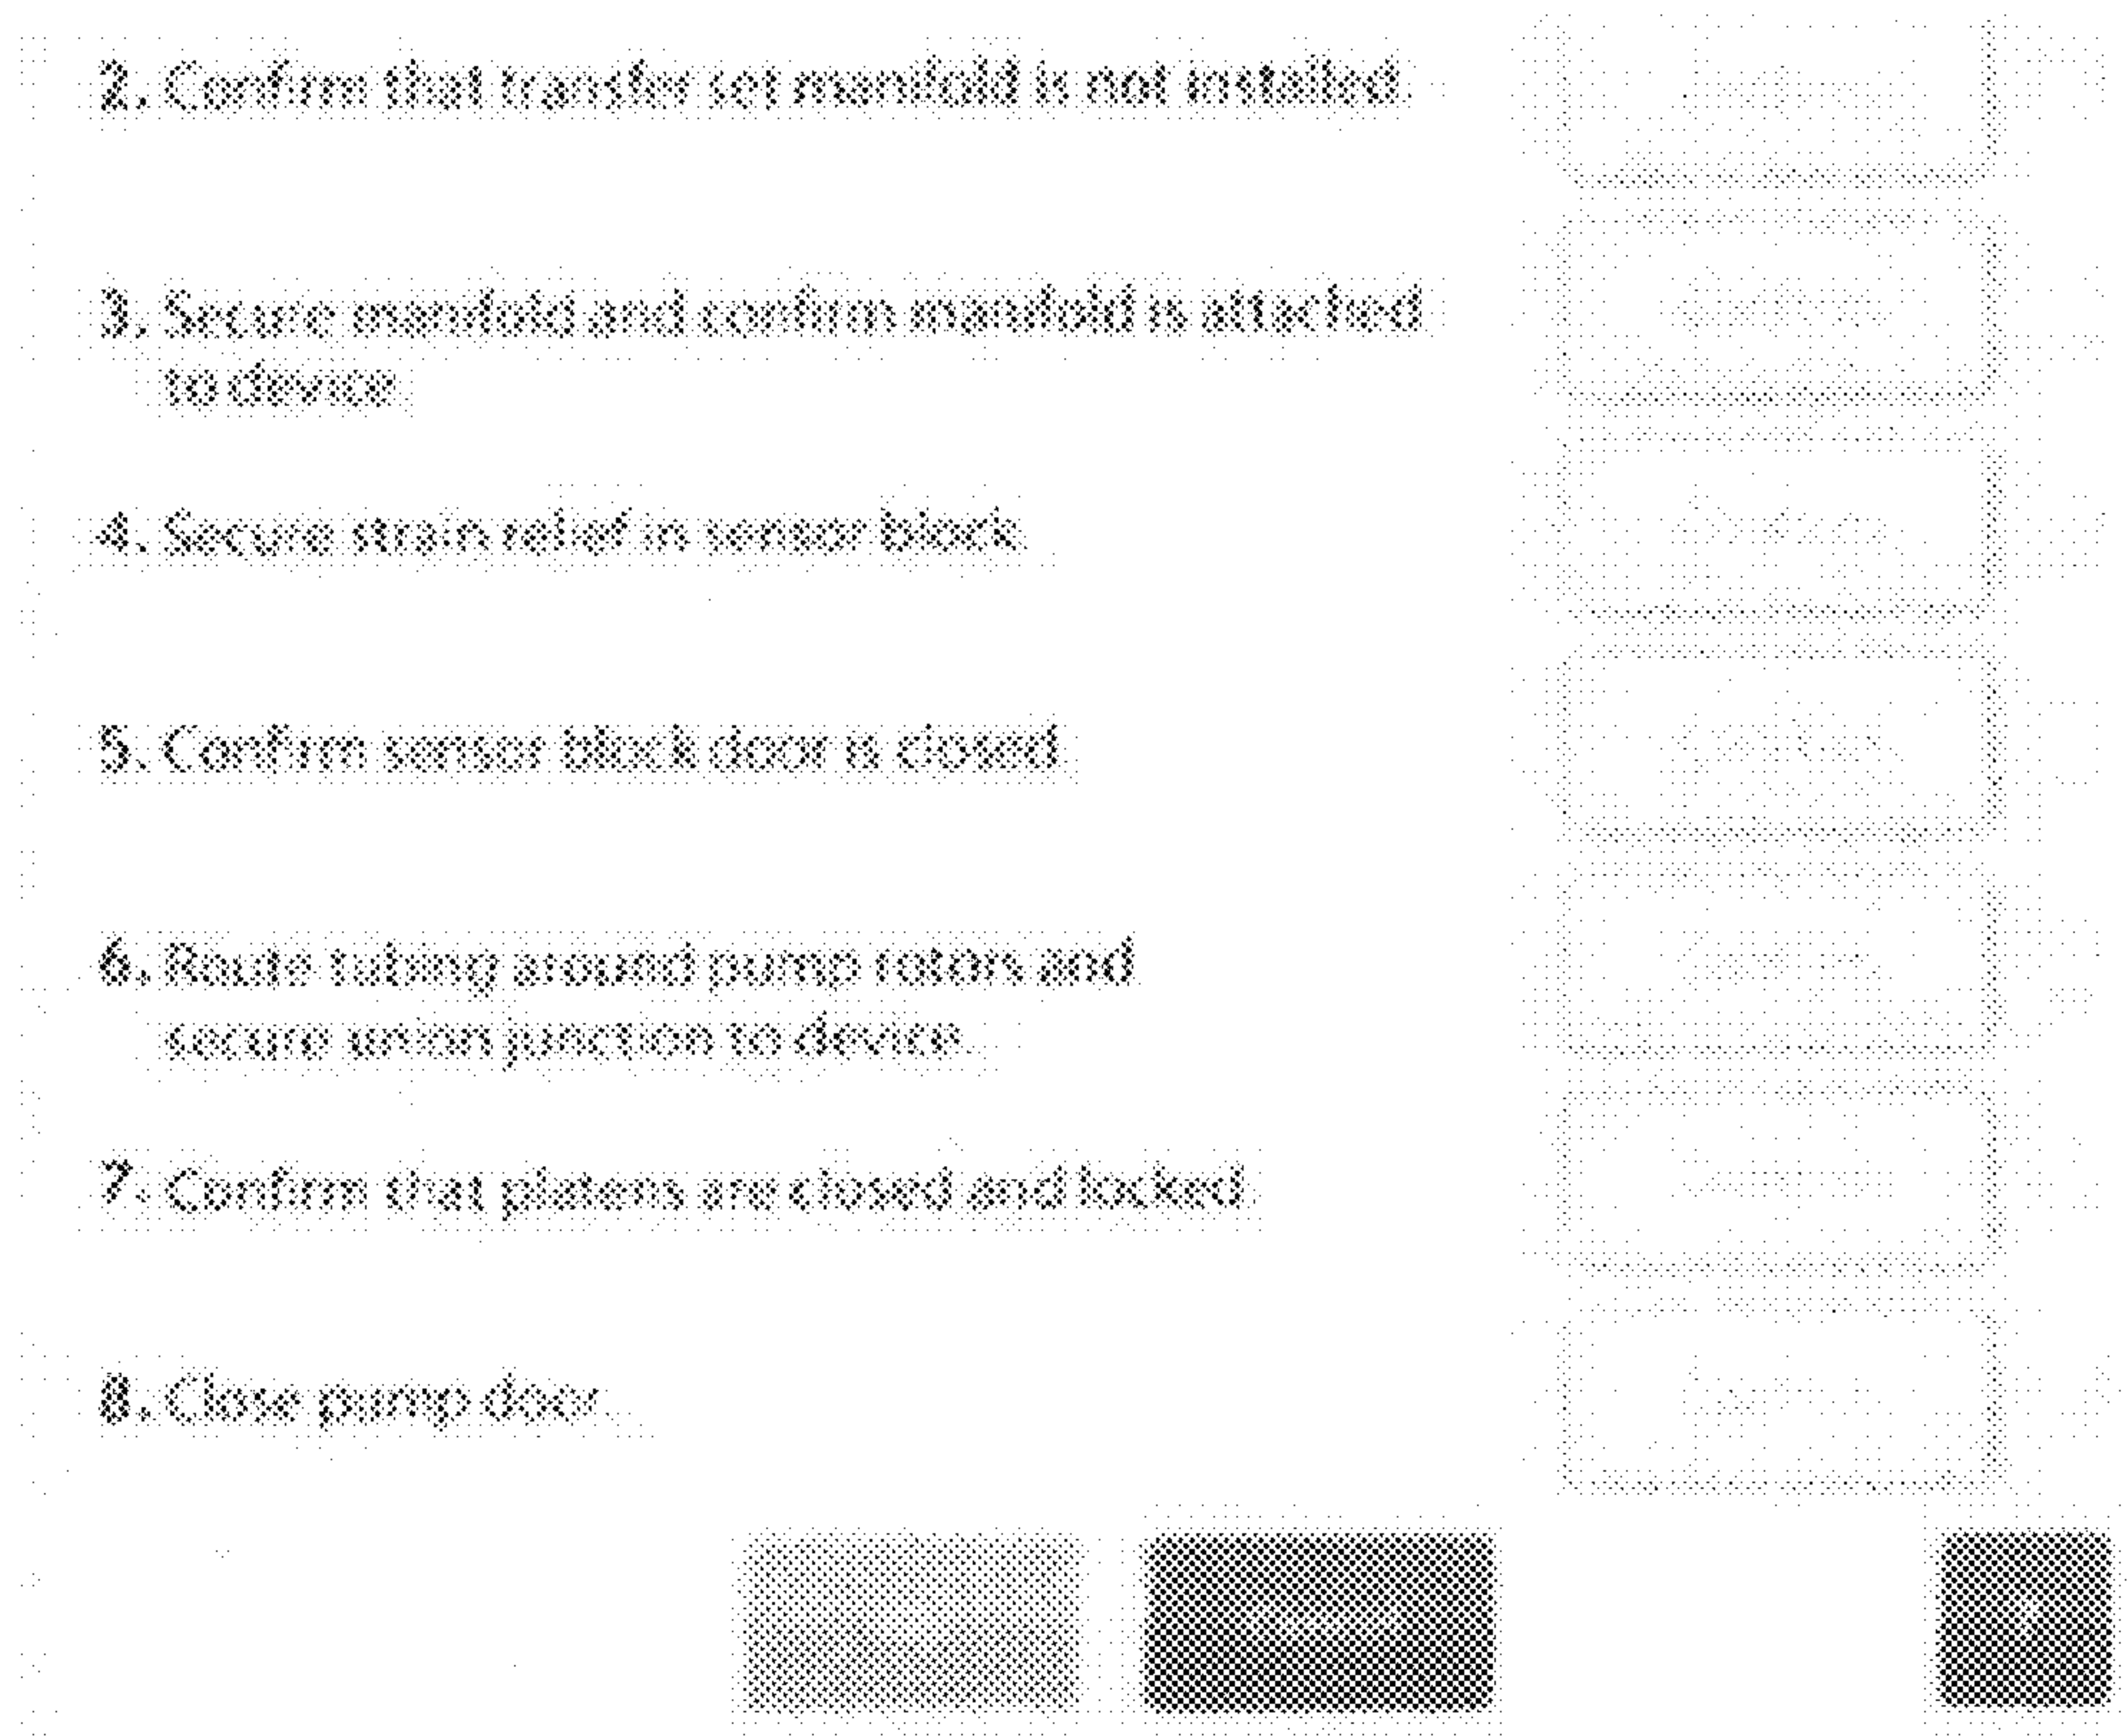 2. Confirm that transfer set manifold is not installed
3. Secure manifold and confirm manifold is attached
to device
4. Secure strain relief in sensor block
5. Confirm sensor block door is closed
6. Route tubing around pump rotors and
secure union junction to device
7. Confirm that platens are closed and locked
8. Close pump door